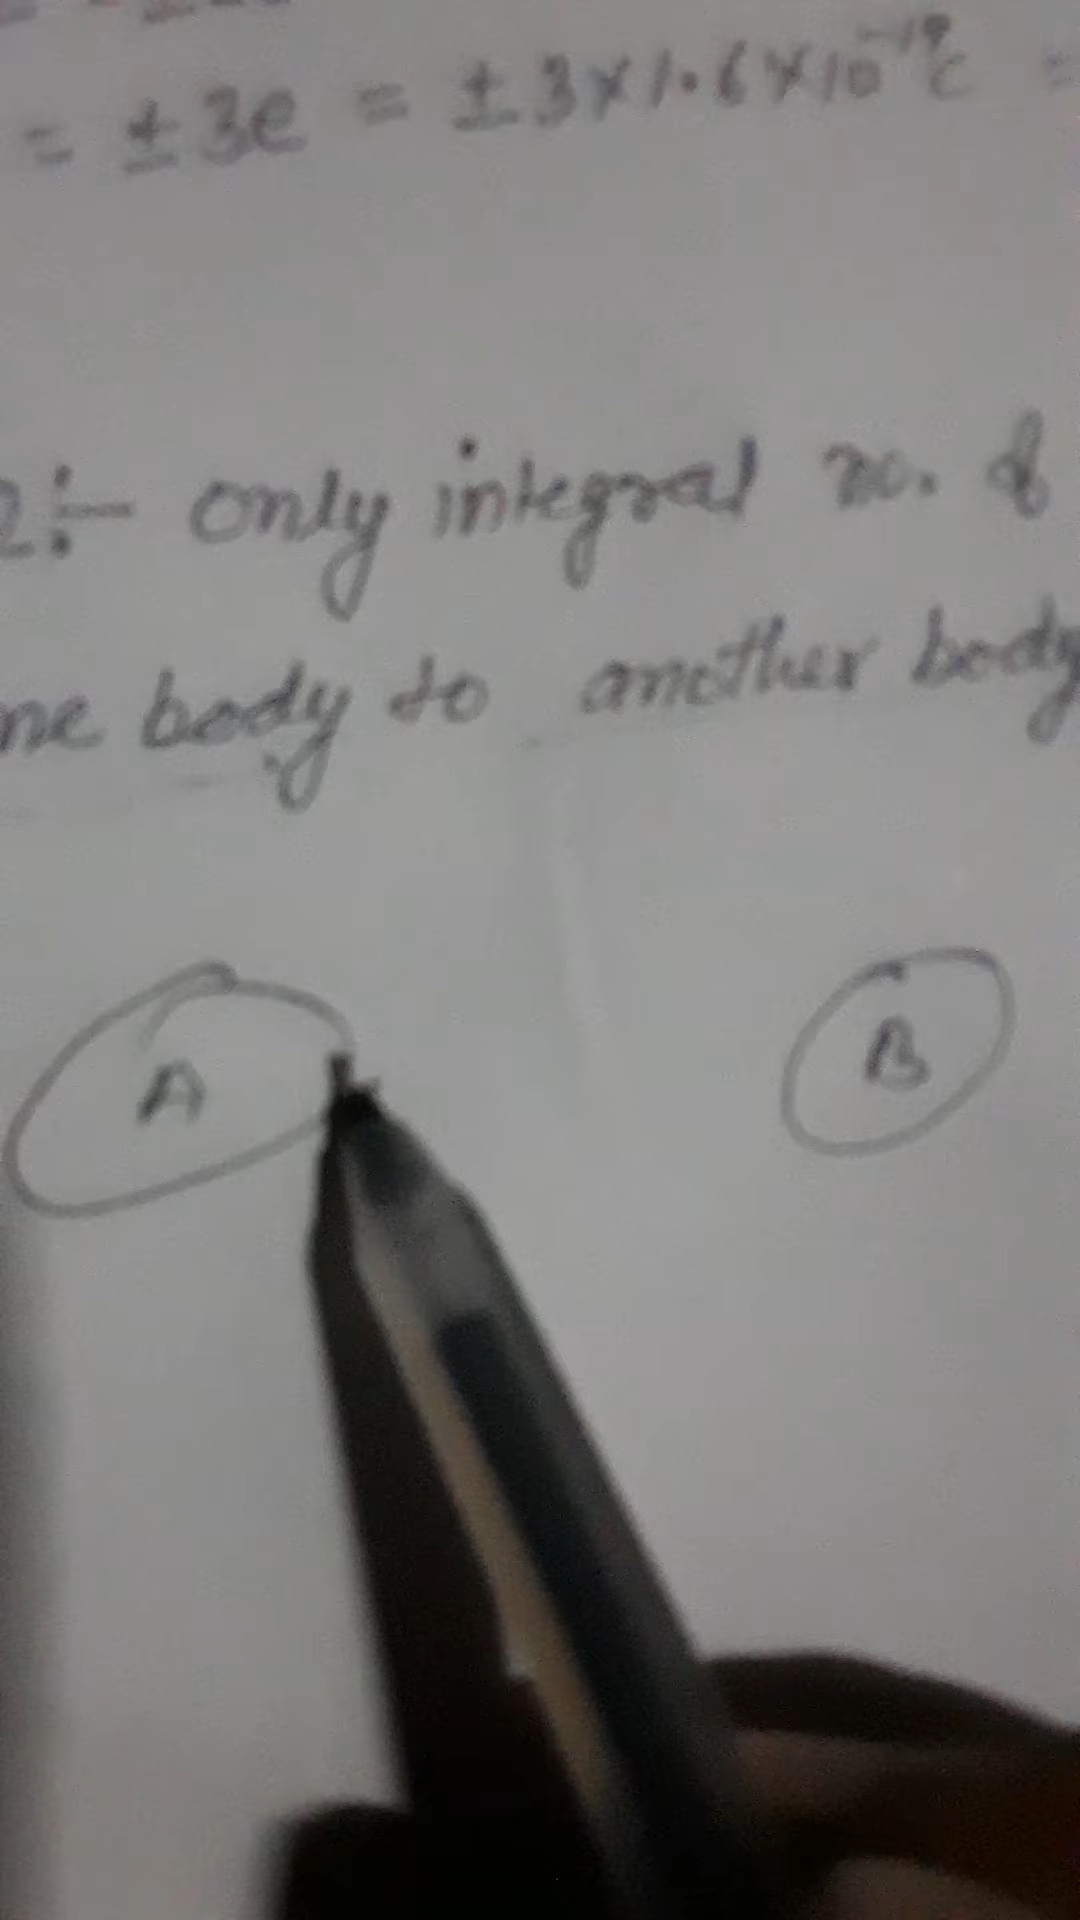 = ±3e = ±3×1.6×10⁻¹⁹C =
2:- only integral no. of
ne body to another body
A
B